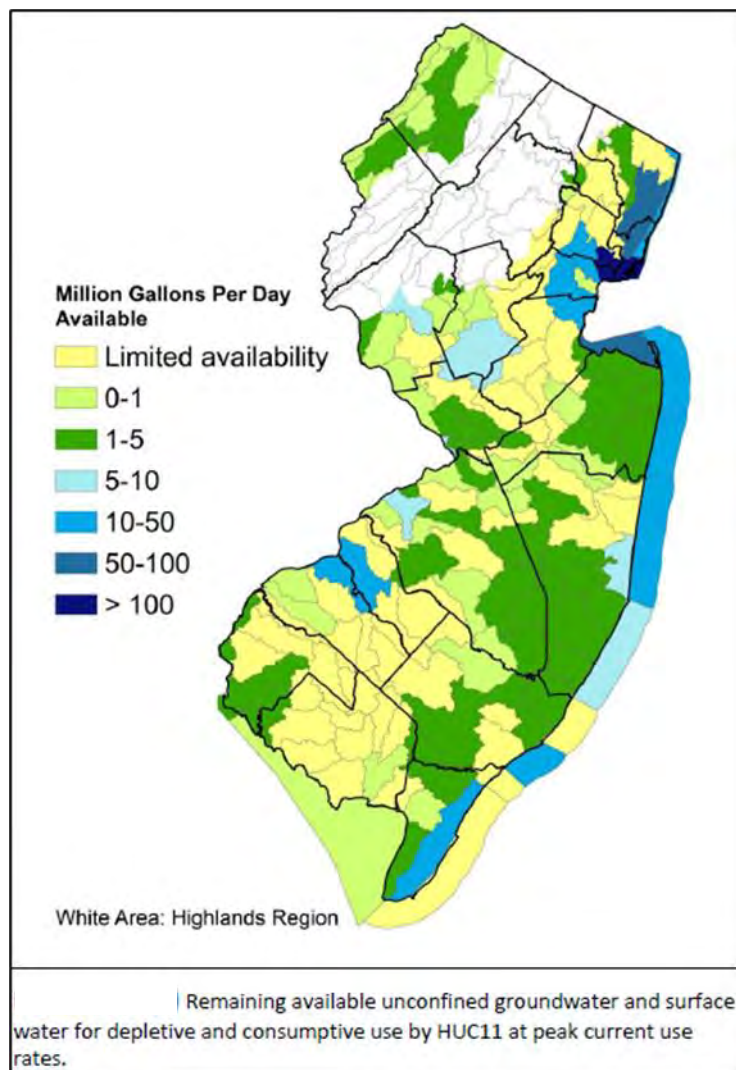 Million Gallons Per Day
Available
Limited availability
0-1
1-5
5-10
10-50
50-100
> 100
White Area: Highlands Region
Remaining available unconfined groundwater and surface
water for depletive and consumptive use by HUC11 at peak current use
rates.